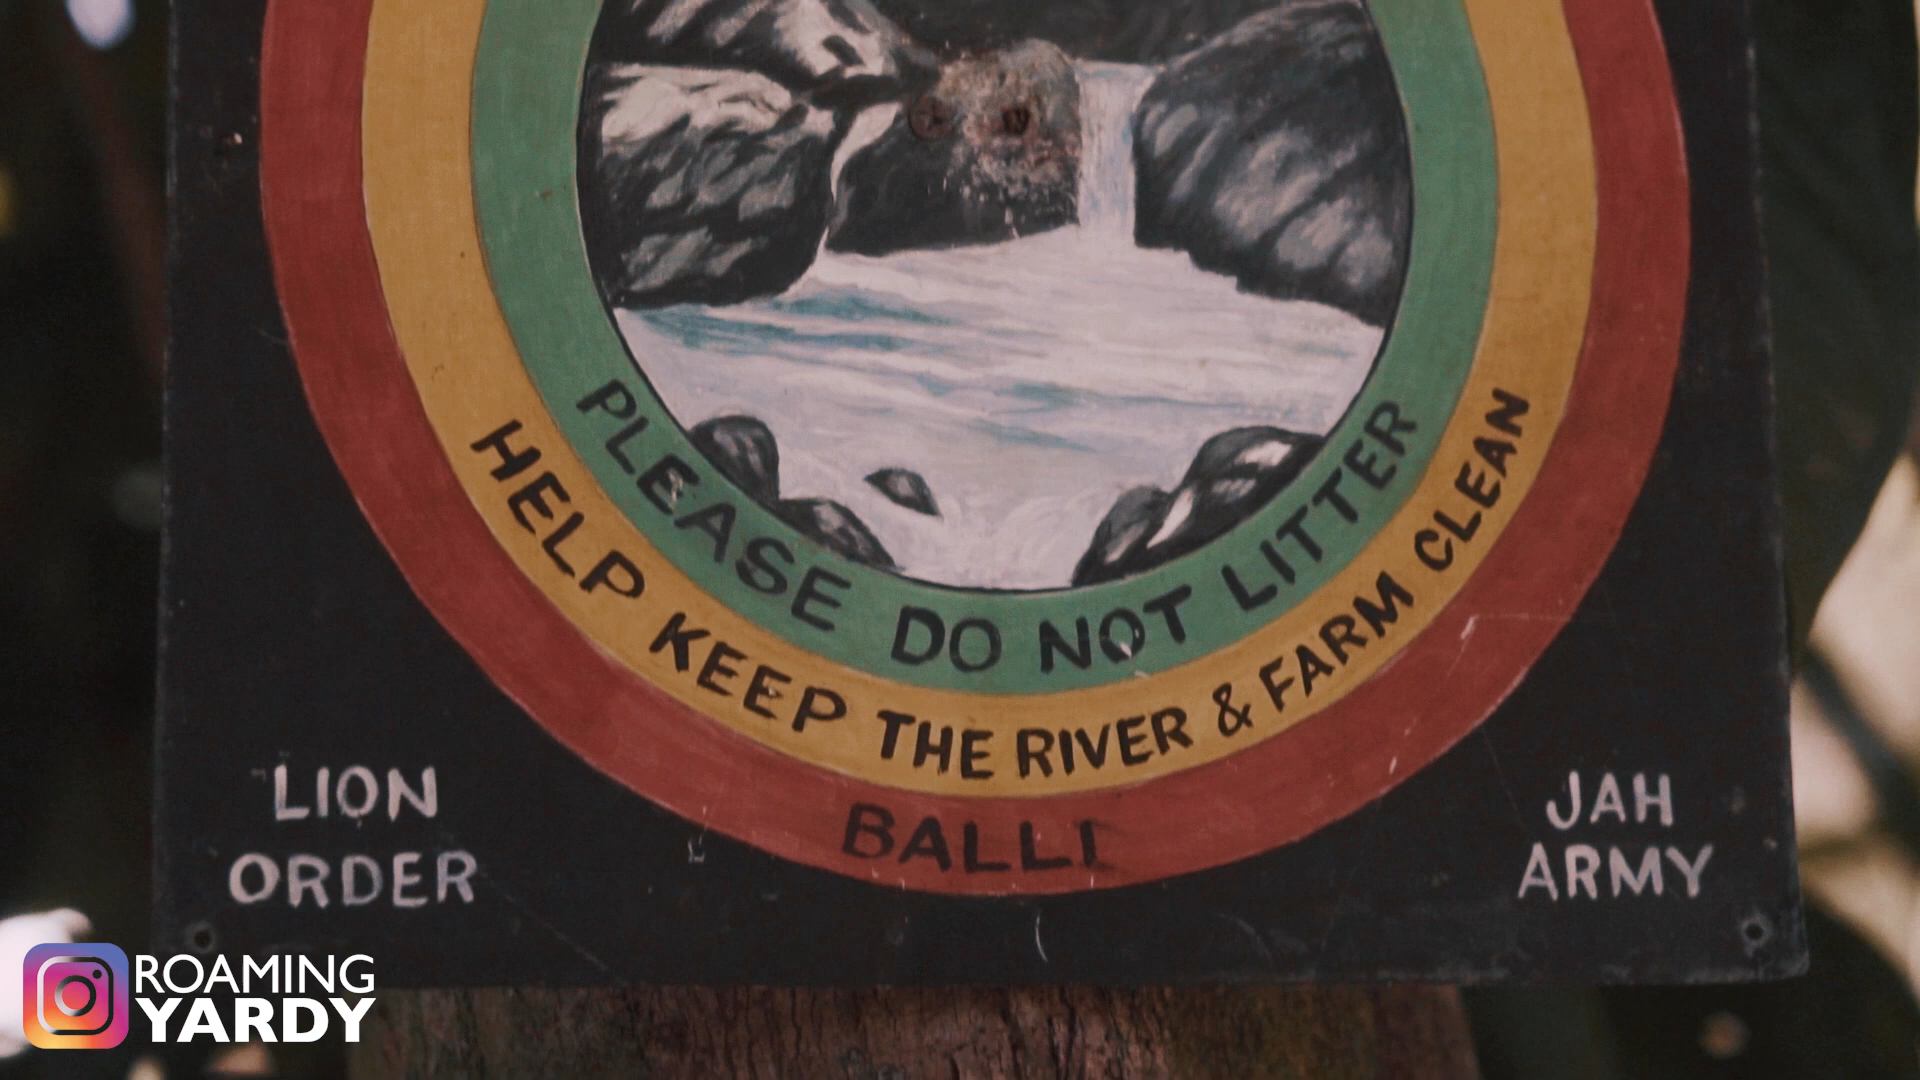 PLEASE DO NOT LITTER
HELP KEEP THE RIVER & FARM CLEAN
BALLI
LION
ORDER
JAH
ARMY
ROAMING
YARDY